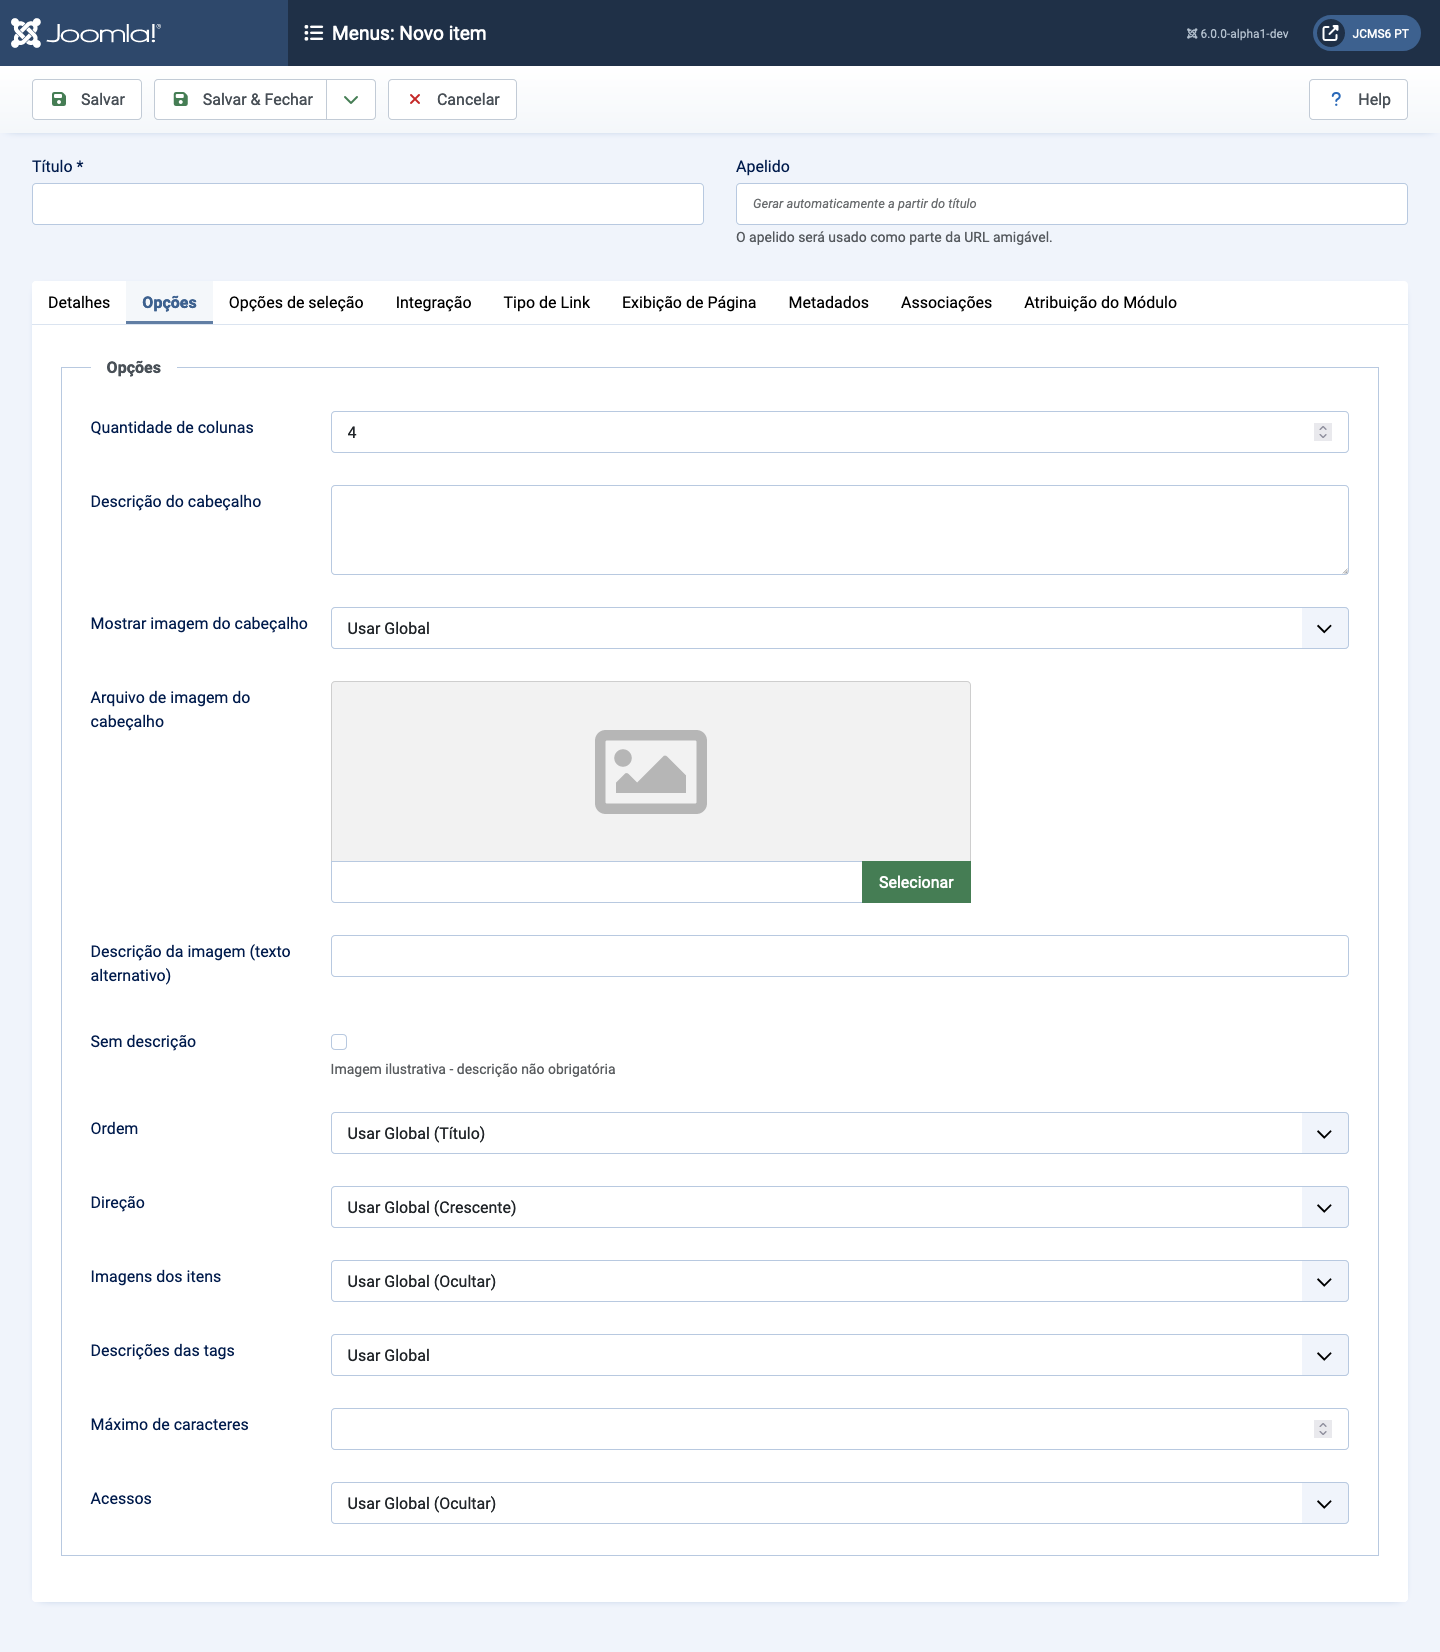 Joomla!®
Menus: Novo item
6.0.0-alpha1-dev
JCMS6 PT
Salvar
Salvar & Fechar
Cancelar
? Help
Título *
Apelido
Gerar automaticamente a partir do título
O apelido será usado como parte da URL amigável.
Detalhes
Opções
Opções de seleção
Integração
Tipo de Link
Exibição de Página
Metadados
Associações
Atribuição do Módulo
Opções
Quantidade de colunas
4
Descrição do cabeçalho
Mostrar imagem do cabeçalho
Usar Global
Arquivo de imagem do
cabeçalho
Selecionar
Descrição da imagem (texto
alternativo)
Sem descrição
Imagem ilustrativa - descrição não obrigatória
Ordem
Usar Global (Título)
Direção
Usar Global (Crescente)
Imagens dos itens
Usar Global (Ocultar)
Descrições das tags
Usar Global
Máximo de caracteres
Acessos
Usar Global (Ocultar)